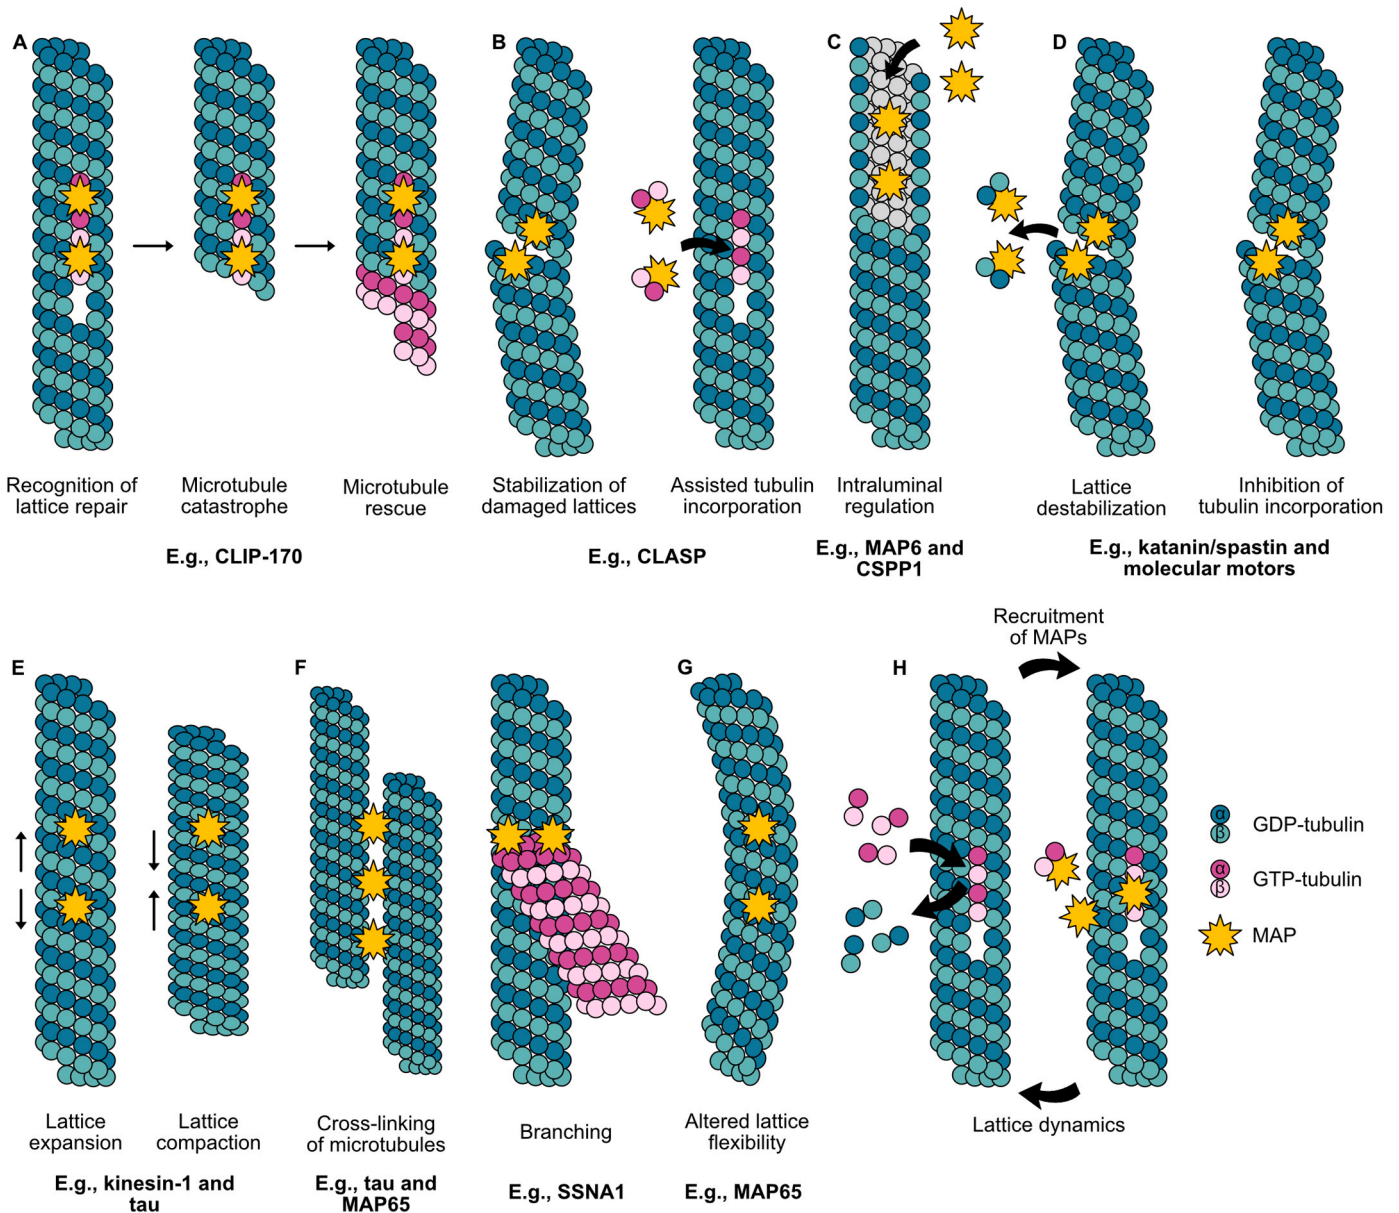 A
B
C
D
Recognition of
lattice repair
Microtubule
catastrophe
Microtubule
rescue
E.g., CLIP-170
Stabilization of
damaged lattices
Assisted tubulin
incorporation
E.g., CLASP
Intraluminal
regulation
E.g., MAP6 and
CSPP1
Lattice
destabilization
Inhibition of
tubulin incorporation
E.g., katanin/spastin and
molecular motors
E
F
G
H
Recruitment
of MAPs
α
β
GDP-tubulin
α
β
GTP-tubulin
MAP
Lattice
expansion
Lattice
compaction
E.g., kinesin-1 and
tau
Cross-linking
of microtubules
E.g., tau and
MAP65
Branching
E.g., SSNA1
Altered lattice
flexibility
E.g., MAP65
Lattice dynamics